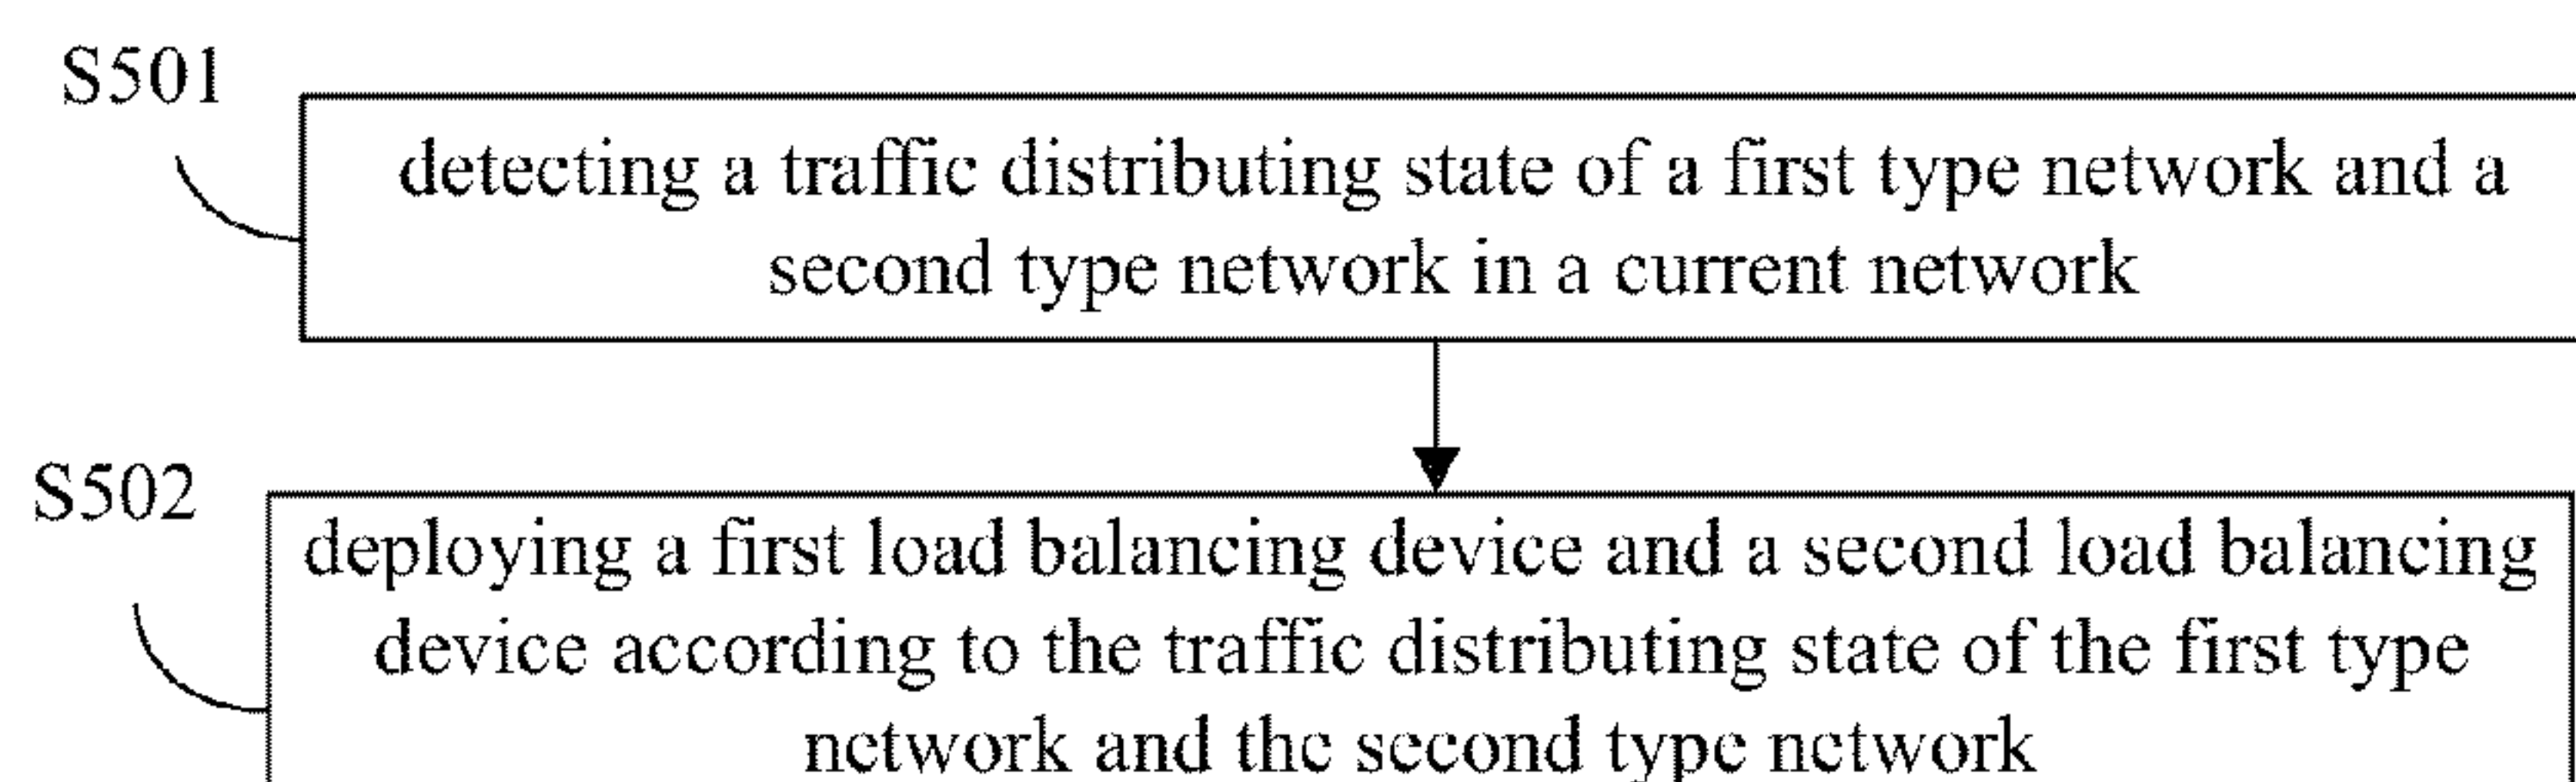 S501
detecting a traffic distributing state of a first type network and a
second type network in a current network
S502
deploying a first load balancing device and a second load balancing
device according to the traffic distributing state of the first type
network and the second type network